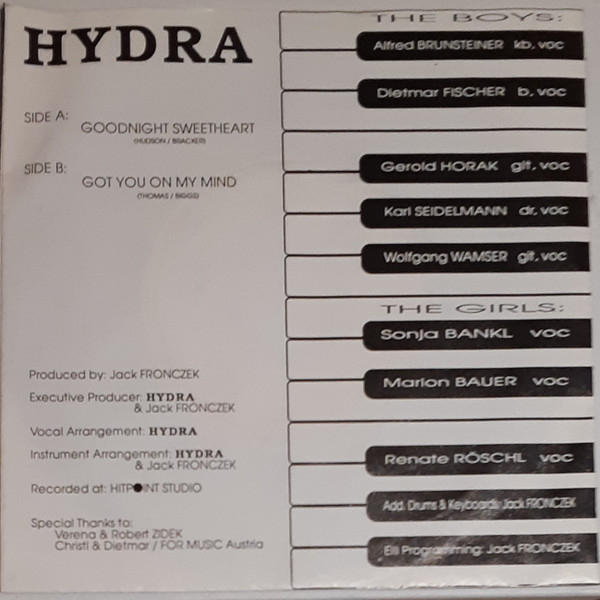 HYDRA
SIDE A:
GOODNIGHT SWEETHEART
(HUDSON / BRACKER)
SIDE B:
GOT YOU ON MY MIND
(THOMAS / BIGGS)
Produced by: Jack FRONCZEK
Executive Producer: HYDRA
& Jack FRONCZEK
Vocal Arrangement: HYDRA
Instrument Arrangement: HYDRA
& Jack FRONCZEK
Recorded at: HITPOINT STUDIO
Special Thanks to:
Verena & Robert ZIDEK
Christl & Dietmar / FOR MUSIC Austria
THE BOYS:
Alfred BRUNSTEINER kb, voc
Dietmar FISCHER b, voc
Gerold HORAK git, voc
Karl SEIDELMANN dr, voc
Wolfgang WAMSER git, voc
THE GIRLS:
Sonja BANKL voc
Marion BAUER voc
Renate RÖSCHL voc
Add. Drums & Keyboards: Jack FRONCZEK
EIII Programming: Jack FRONCZEK